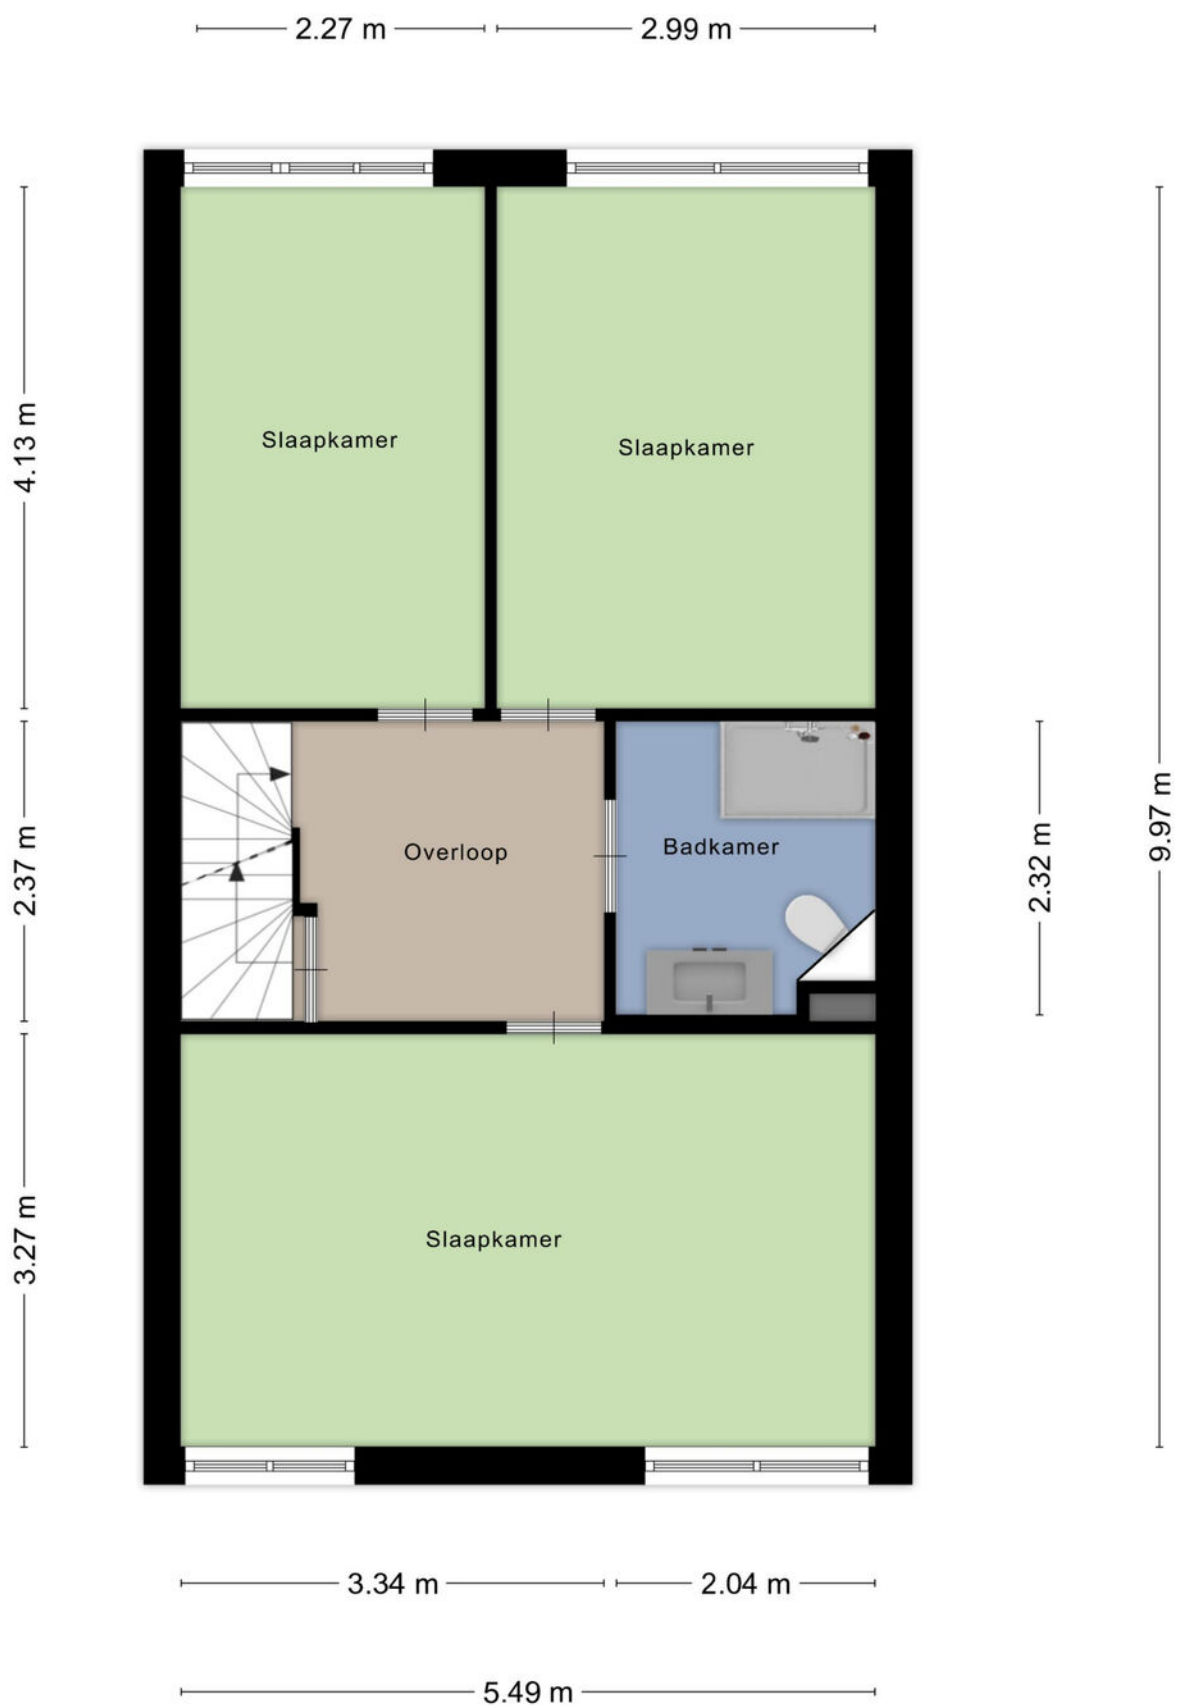 2.27 m
2.99 m
4.13 m
Slaapkamer
Slaapkamer
9.97 m
2.37 m
Overloop
Badkamer
2.32 m
3.27 m
Slaapkamer
3.34 m
2.04 m
5.49 m